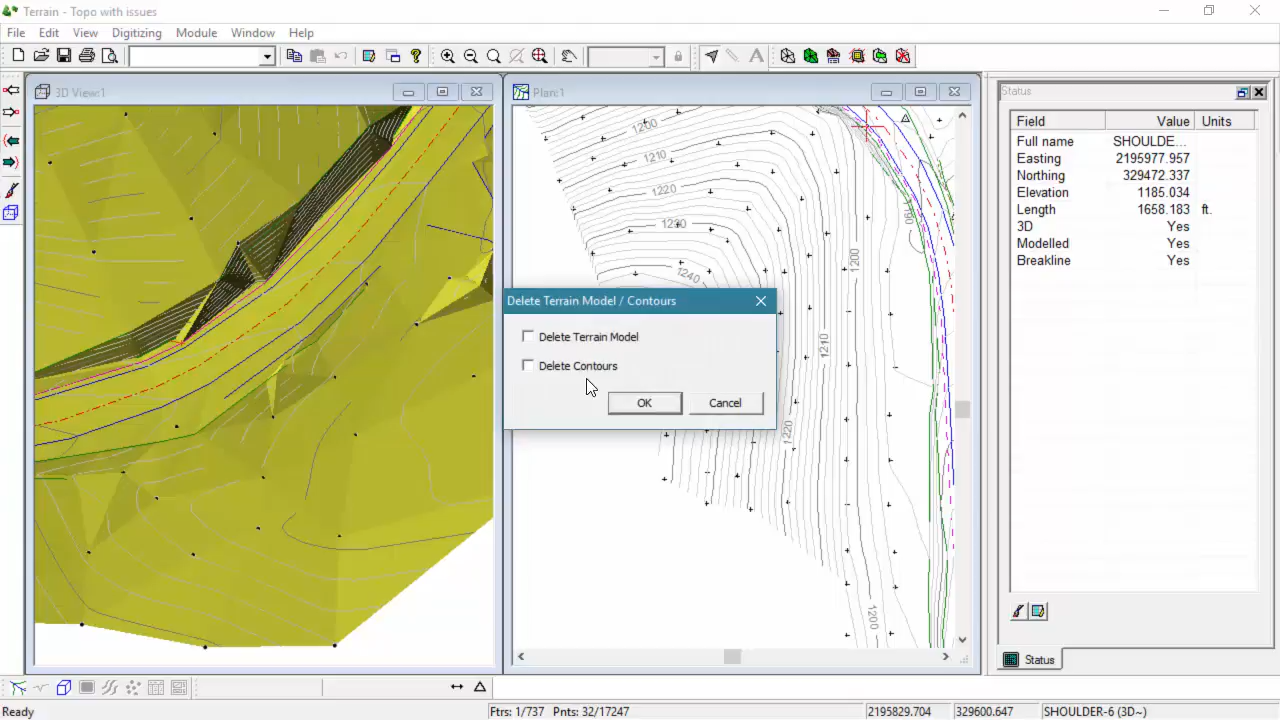 Terrain - Topo with issues
File Edit View Digitizing Module Window Help
3D View:1
Plan:1
Status
Field Value Units
Full name SHOULDE...
Easting 2195977.957
Northing 329472.337
Elevation 1185.034
Length 1658.183 ft.
3D Yes
Modelled Yes
Breakline Yes
1200
1210
1220
1230
1240
1200
1210
1220
1200
1190
Delete Terrain Model / Contours
Delete Terrain Model
Delete Contours
OK Cancel
Status
Ready Ftrs: 1/737 Pnts: 32/17247 2195829.704 329600.647 SHOULDER-6 (3D~)